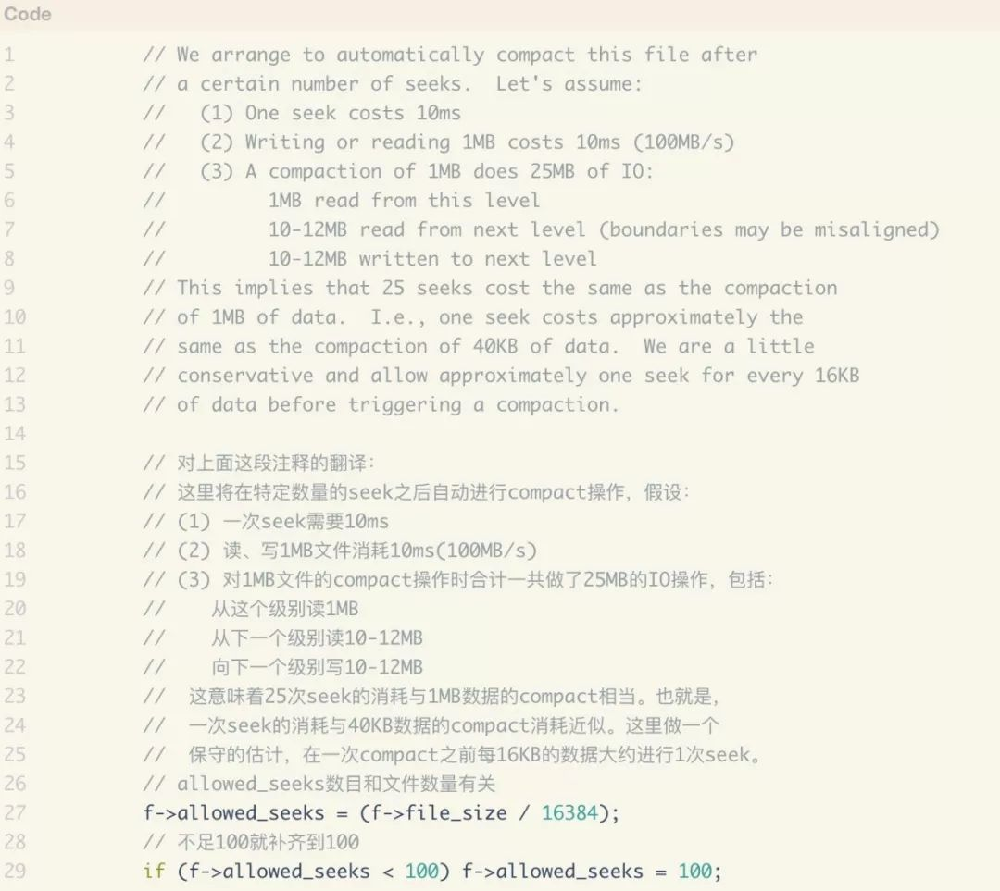 Code
1 // We arrange to automatically compact this file after
2 // a certain number of seeks.  Let's assume:
3 //   (1) One seek costs 10ms
4 //   (2) Writing or reading 1MB costs 10ms (100MB/s)
5 //   (3) A compaction of 1MB does 25MB of IO:
6 //         1MB read from this level
7 //         10-12MB read from next level (boundaries may be misaligned)
8 //         10-12MB written to next level
9 // This implies that 25 seeks cost the same as the compaction
10 // of 1MB of data.  I.e., one seek costs approximately the
11 // same as the compaction of 40KB of data.  We are a little
12 // conservative and allow approximately one seek for every 16KB
13 // of data before triggering a compaction.
14
15 // 对上面这段注释的翻译：
16 // 这里将在特定数量的seek之后自动进行compact操作，假设：
17 // (1) 一次seek需要10ms
18 // (2) 读、写1MB文件消耗10ms(100MB/s)
19 // (3) 对1MB文件的compact操作时合计一共做了25MB的IO操作，包括：
20 //    从这个级别读1MB
21 //    从下一个级别读10-12MB
22 //    向下一个级别写10-12MB
23 //  这意味着25次seek的消耗与1MB数据的compact相当。也就是，
24 //  一次seek的消耗与40KB数据的compact消耗近似。这里做一个
25 //  保守的估计，在一次compact之前每16KB的数据大约进行1次seek。
26 // allowed_seeks数目和文件数量有关
27 f->allowed_seeks = (f->file_size / 16384);
28 // 不足100就补齐到100
29 if (f->allowed_seeks < 100) f->allowed_seeks = 100;